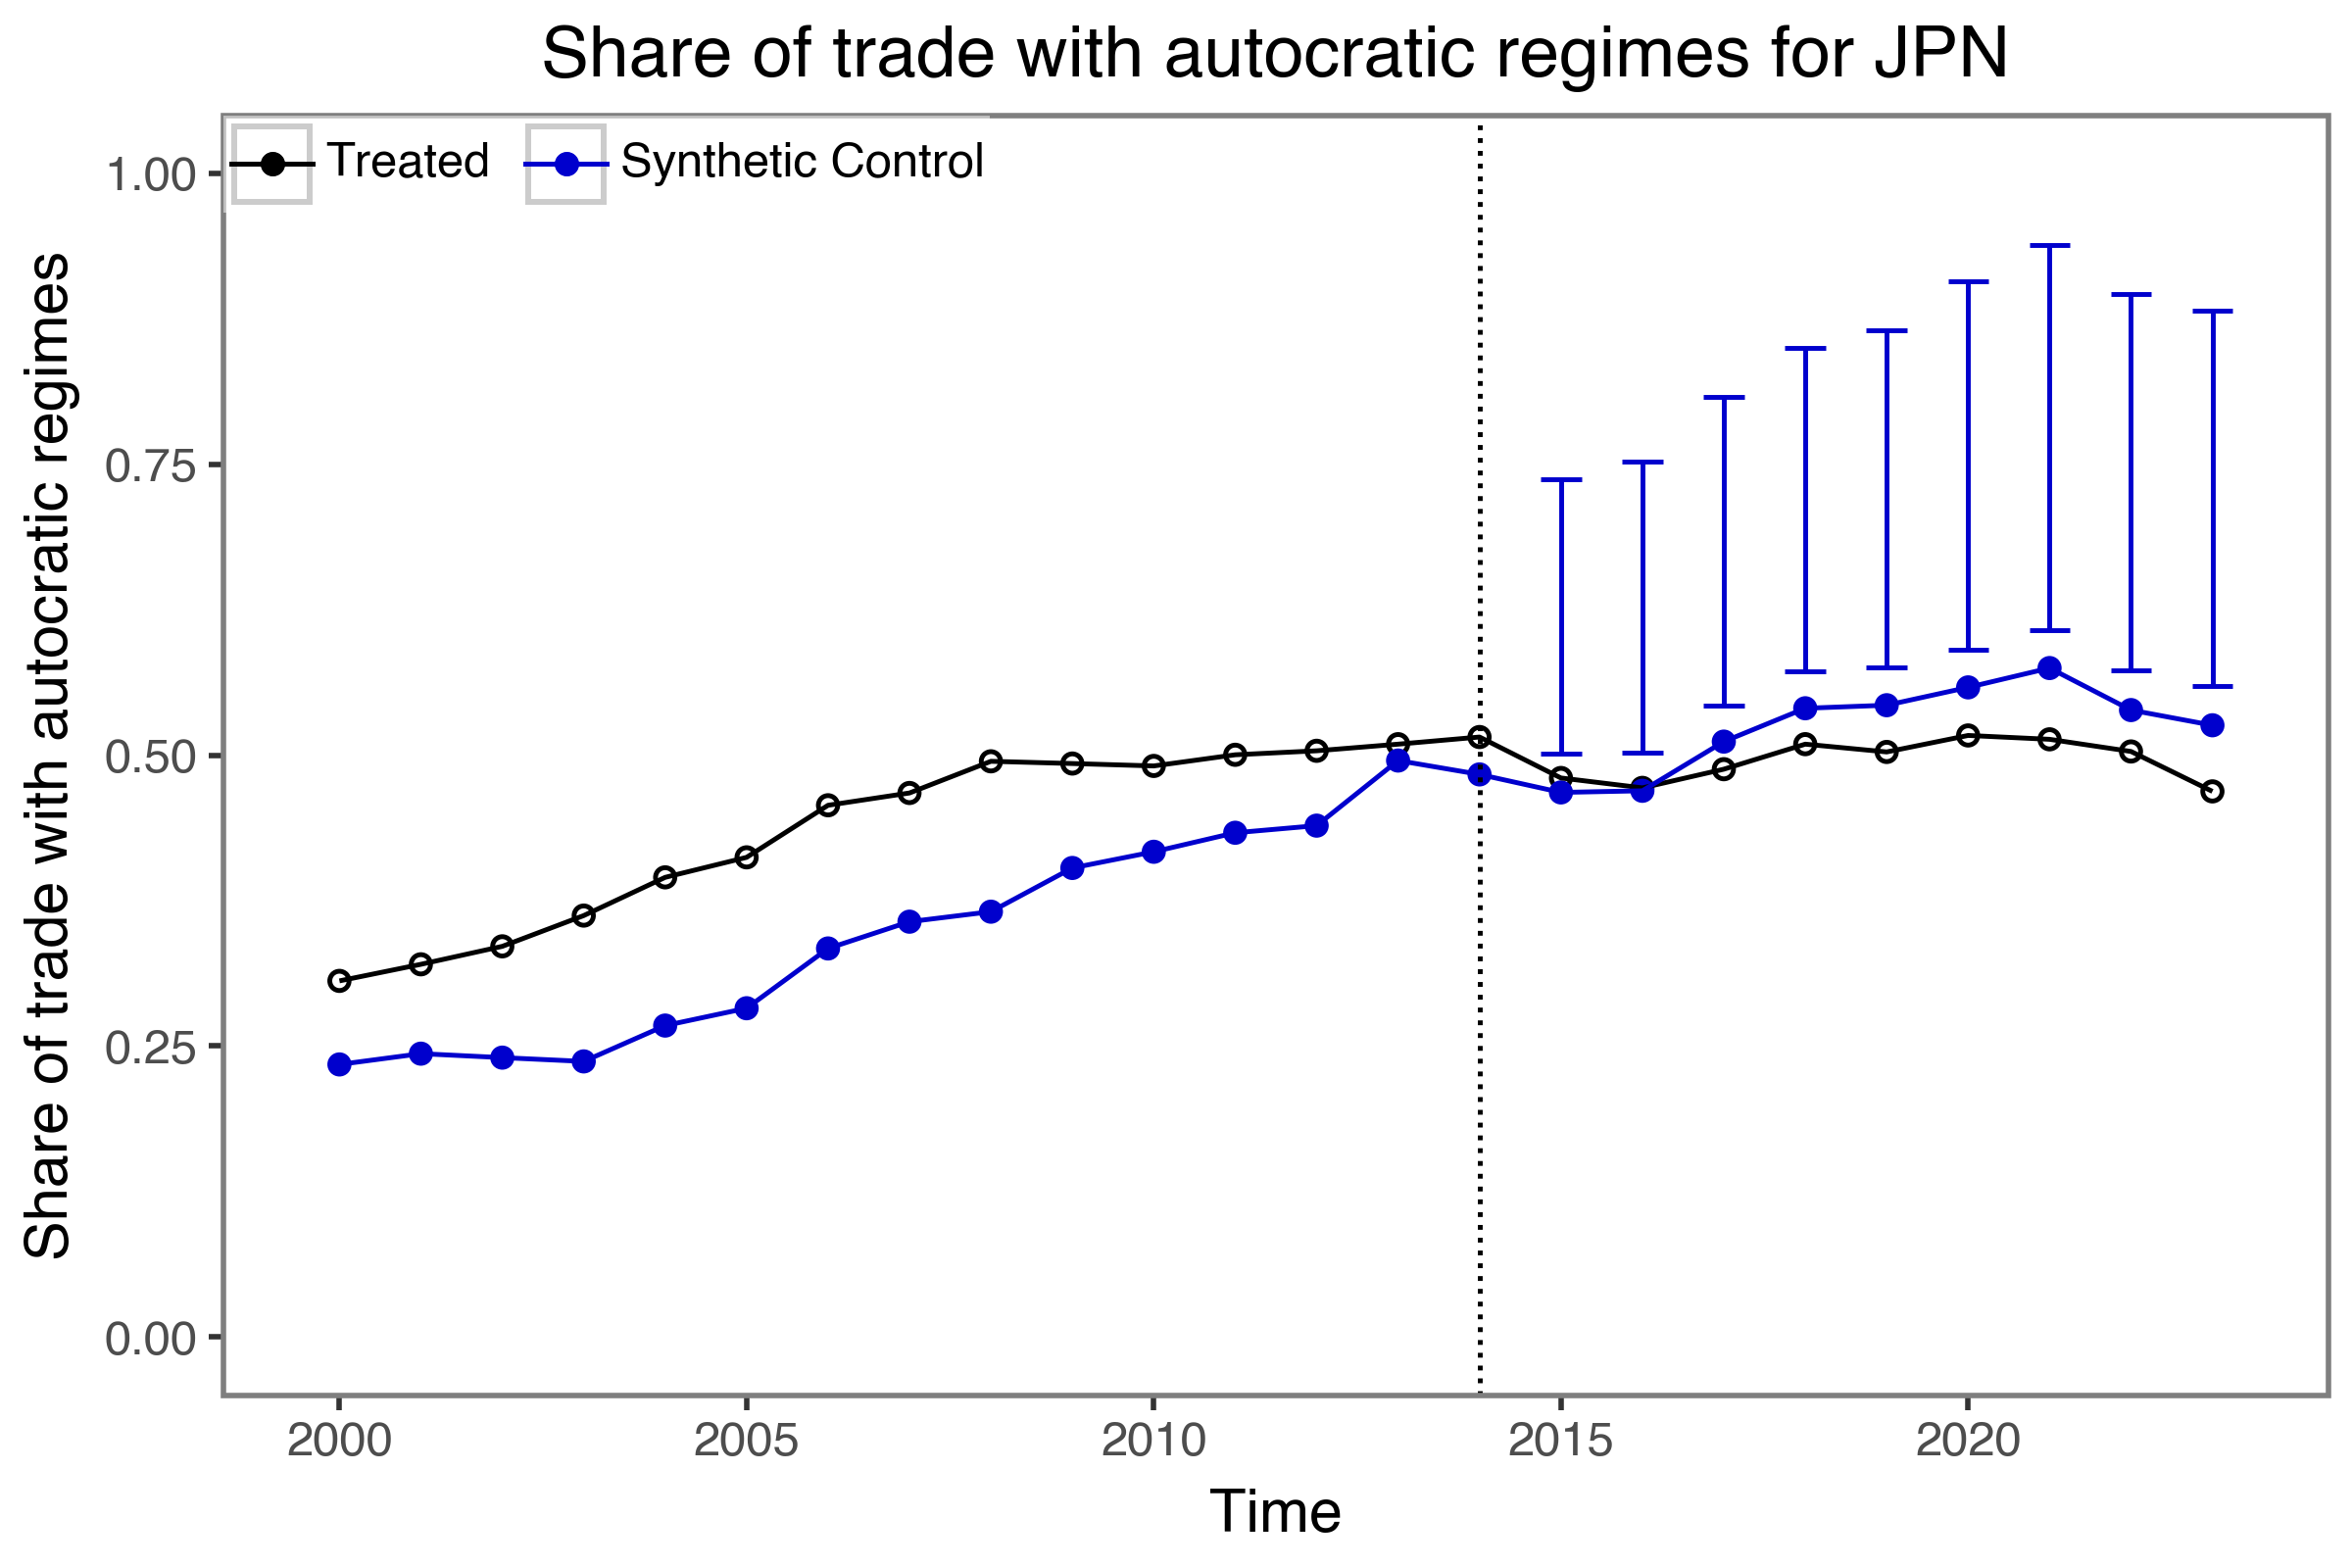 Share of trade with autocratic regimes for JPN
Treated
Synthetic Control
Share of trade with autocratic regimes
1.00
0.75
0.50
0.25
0.00
2000
2005
2010
2015
2020
Time